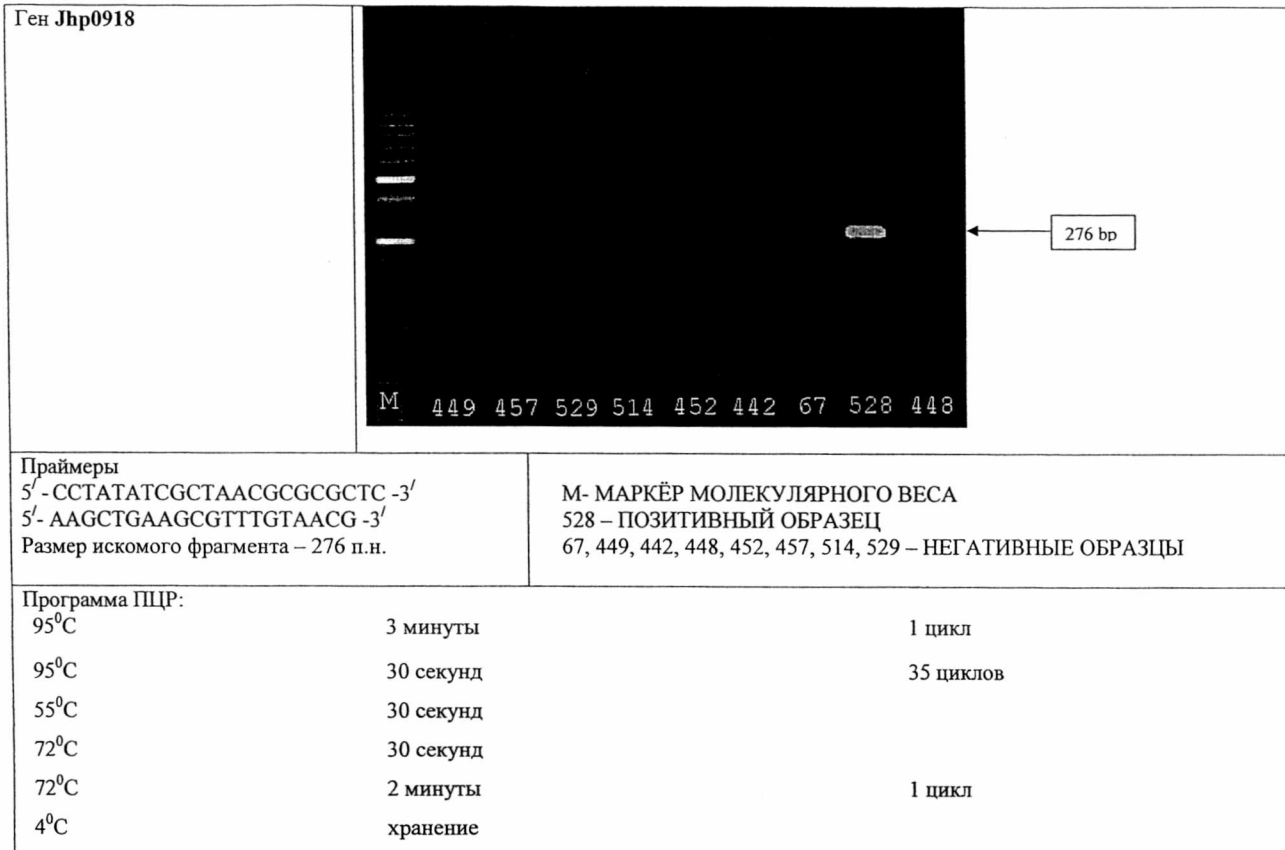 Ген Jhp0918
276 bp
M 449 457 529 514 452 442 67 528 448
Праймеры
5/ - CCTATATCGCTAACGCGCGCTC -3/
5/- AAGCTGAAGCGTTTGTAACG -3/
Размер искомого фрагмента – 276 п.н.
М- МАРКЁР МОЛЕКУЛЯРНОГО ВЕСА
528 – ПОЗИТИВНЫЙ ОБРАЗЕЦ
67, 449, 442, 448, 452, 457, 514, 529 – НЕГАТИВНЫЕ ОБРАЗЦЫ
Программа ПЦР:
95⁰C 3 минуты 1 цикл
95⁰C 30 секунд 35 циклов
55⁰C 30 секунд
72⁰C 30 секунд
72⁰C 2 минуты 1 цикл
4⁰C хранение